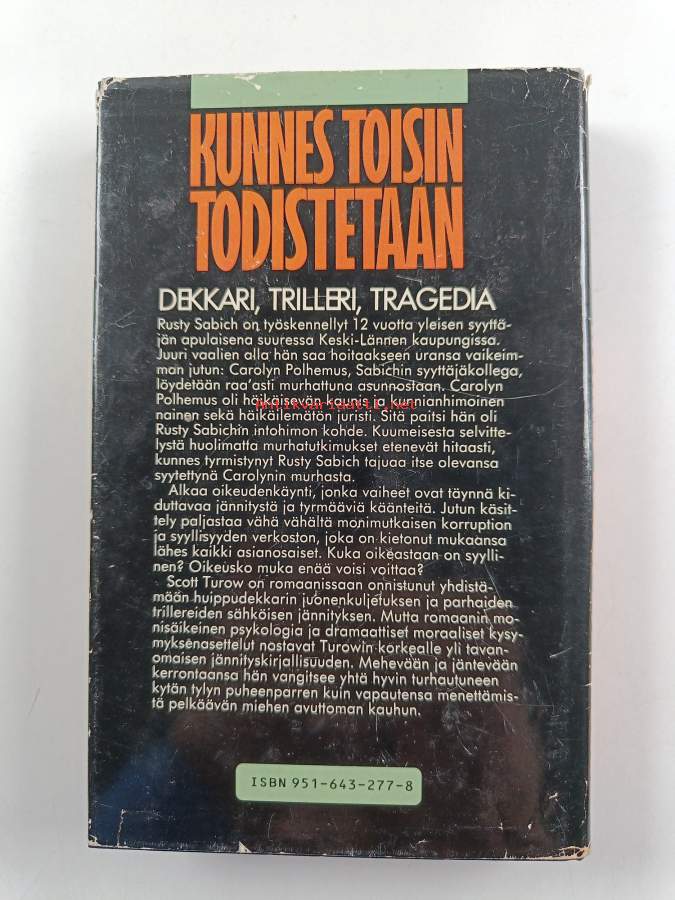 KUNNES TOISIN
TODISTETAAN
DEKKARI, TRILLERI, TRAGEDIA
Rusty Sabich on työskennellyt 12 vuotta yleisen syyttä-
jän apulaisena suuressa Keski-Lännen kaupungissa.
Juuri vaalien alla hän saa hoitaakseen uransa vaikeim-
man jutun: Carolyn Polhemus, Sabichin syyttäjäkollega,
löydetään raa'asti murhattuna asunnostaan. Carolyn
Polhemus oli häikäisevän kaunis ja kunnianhimoinen
antikvariaatti.net
nainen sekä häikäilemätön juristi. Sitä paitsi hän oli
Rusty Sabichin intohimon kohde. Kuumeisesta selvitte-
lystä huolimatta murhatutkimukset etenevät hitaasti,
kunnes tyrmistynyt Rusty Sabich tajuaa itse olevansa
syytettynä Carolynin murhasta.
Alkaa oikeudenkäynti, jonka vaiheet ovat täynnä ki-
duttavaa jännitystä ja tyrmääviä käänteitä. Jutun käsit-
tely paljastaa vähä vähältä monimutkaisen korruption
ja syyllisyyden verkoston, joka on kietonut mukaansa
lähes kaikki asianosaiset. Kuka oikeastaan on syylli-
nen? Oikeusko muka enää voisi voittaa?
Scott Turow on romaanissaan onnistunut yhdistä-
mään huippudekkarin juonenkuljetuksen ja parhaiden
trillereiden sähköisen jännityksen. Mutta romaanin mo-
nisäikeinen psykologia ja dramaattiset moraaliset kysy-
myksenasettelut nostavat Turowin korkealle yli tavan-
omaisen jännityskirjallisuuden. Mehevään ja jäntevään
kerrontaansa hän vangitsee yhtä hyvin turhautuneen
kytän tylyn puheenparren kuin vapautensa menettämis-
tä pelkäävän miehen avuttoman kauhun.
ISBN 951-643-277-8